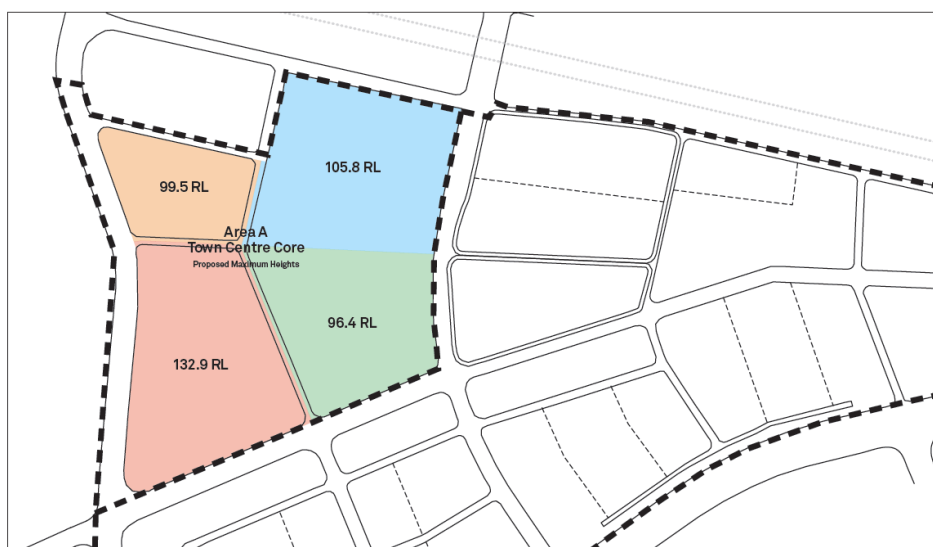 105.8 RL
99.5 RL
Area A
Town Centre Core
Proposed Maximum Heights
96.4 RL
132.9 RL